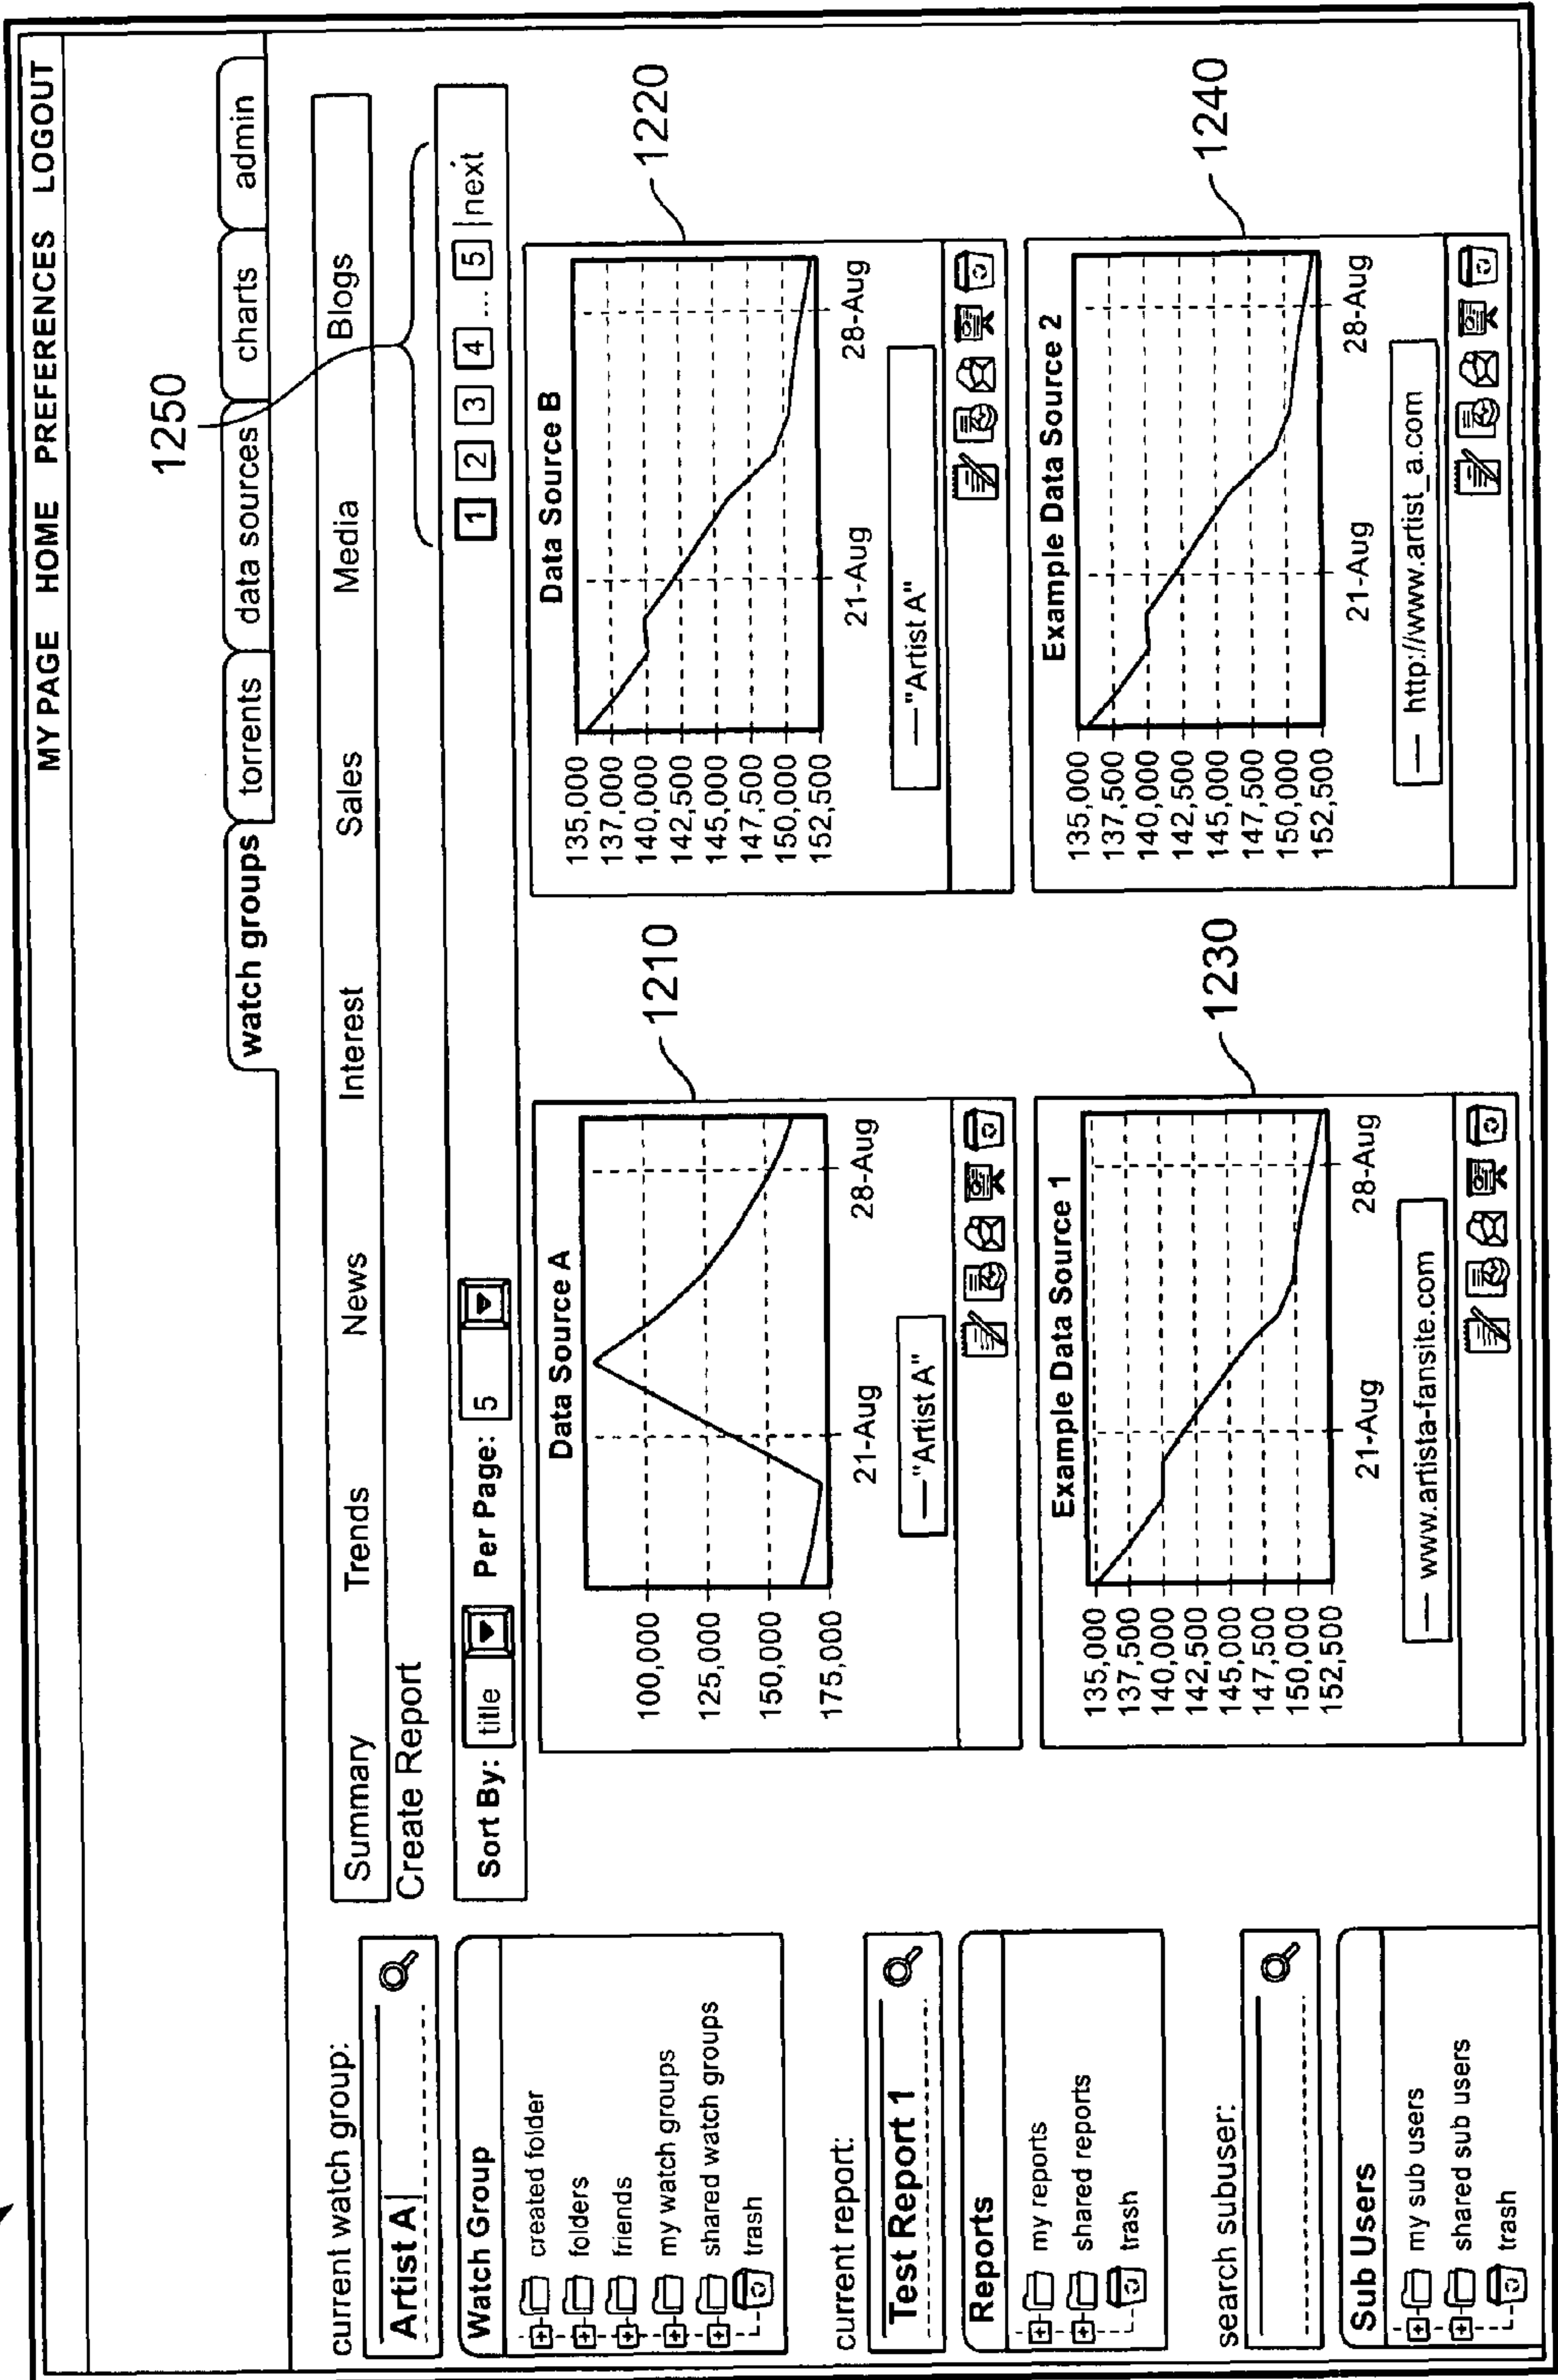 MY PAGE HOME PREFERENCES LOGOUT
1250
watch groups torrents data sources charts admin
current watch group:
Artist A
Watch Group
created folder
folders
friends
my watch groups
shared watch groups
trash
current report:
Test Report 1
Reports
my reports
shared reports
trash
search subuser:
Sub Users
my sub users
shared sub users
trash
Summary Trends News Interest Sales Media Blogs
Create Report
Sort By: title Per Page: 5 1 2 3 4 ... 5 |next
Data Source A
100,000
125,000
150,000
175,000
21-Aug 28-Aug
"Artist A"
1210
Data Source B
135,000
137,000
140,000
142,500
145,000
147,500
150,000
152,500
21-Aug 28-Aug
"Artist A"
1220
Example Data Source 1
135,000
137,500
140,000
142,500
145,000
147,500
150,000
152,500
21-Aug 28-Aug
www.artista-fansite.com
1230
Example Data Source 2
135,000
137,500
140,000
142,500
145,000
147,500
150,000
152,500
21-Aug 28-Aug
http://www.artist_a.com
1240